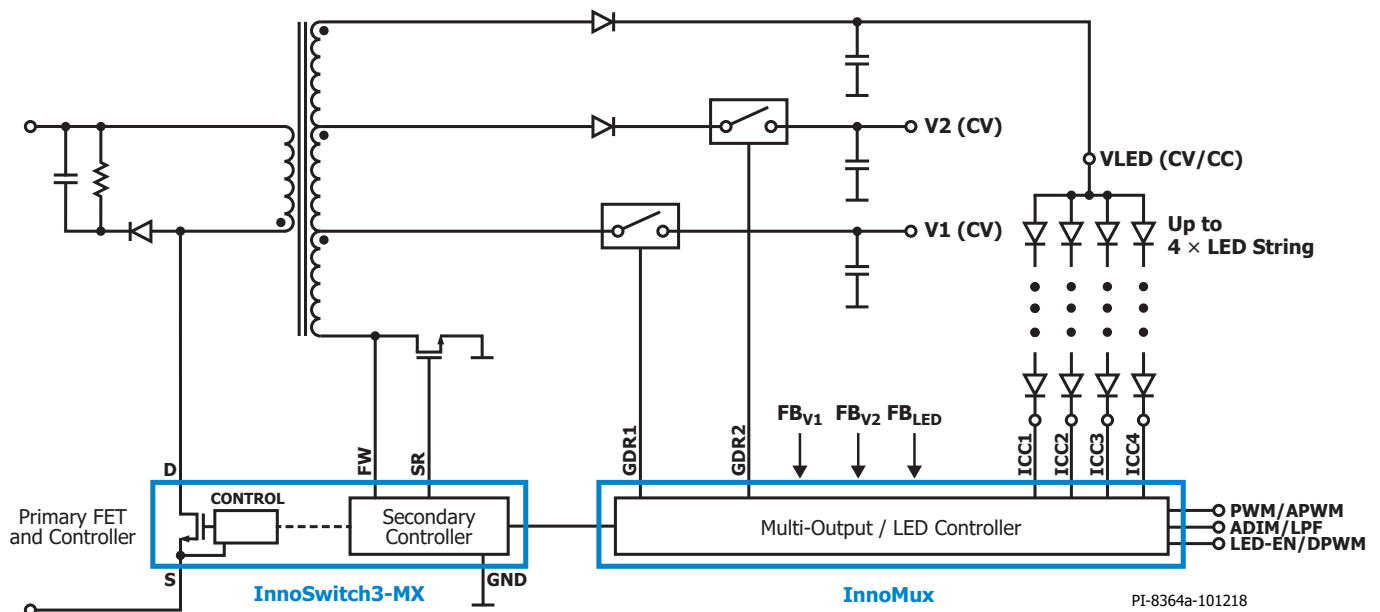 V2 (CV)
VLED (CV/CC)
V1 (CV)
Up to
4 × LED String
FBV1
FBV2
FBLED
GDR1
GDR2
ICC1
ICC2
ICC3
ICC4
FW
SR
D
CONTROL
Primary FET
and Controller
Secondary
Controller
Multi-Output / LED Controller
PWM/APWM
ADIM/LPF
LED-EN/DPWM
S
GND
InnoSwitch3-MX
InnoMux
PI-8364a-101218